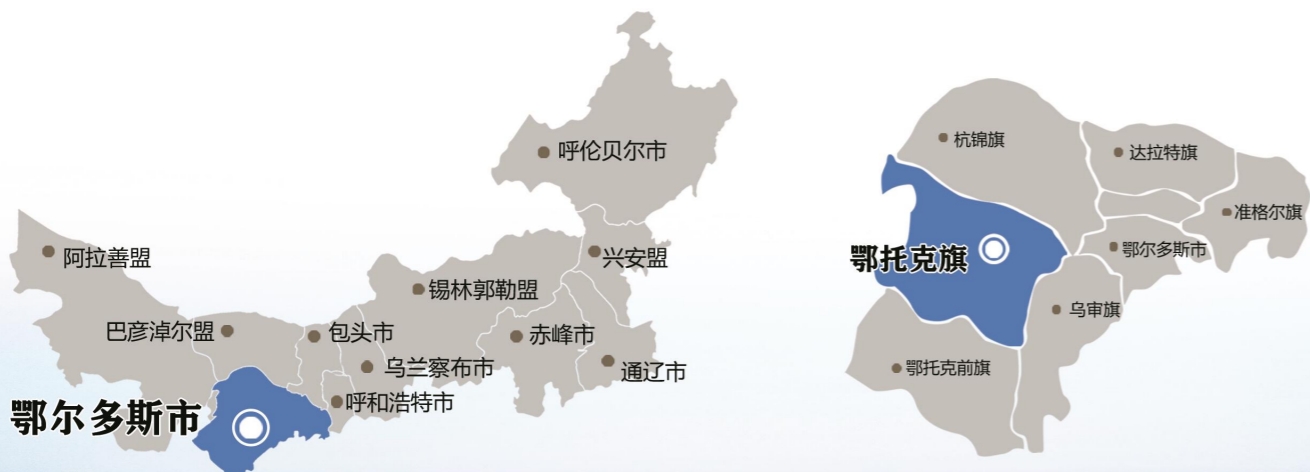 呼伦贝尔市
阿拉善盟
兴安盟
锡林郭勒盟
巴彦淖尔盟
包头市
赤峰市
乌兰察布市
通辽市
呼和浩特市
鄂尔多斯市
杭锦旗
达拉特旗
准格尔旗
鄂尔多斯市
鄂托克旗
乌审旗
鄂托克前旗